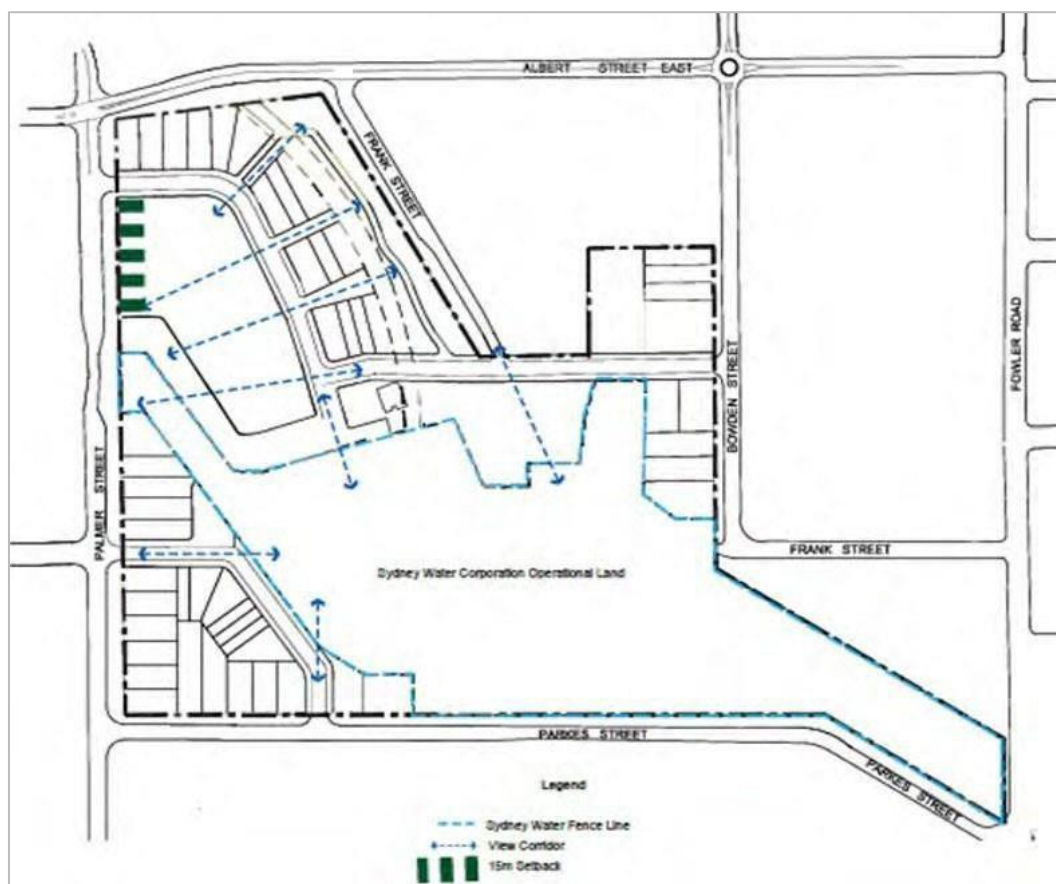 ALBERT STREET EAST
FRANK STREET
FOWLER ROAD
BOWDEN STREET
PALMER STREET
FRANK STREET
Sydney Water Corporation Operational Land
PARKES STREET
PARKES STREET
Legend
Sydney Water Fence Line
View Corridor
15m Setback